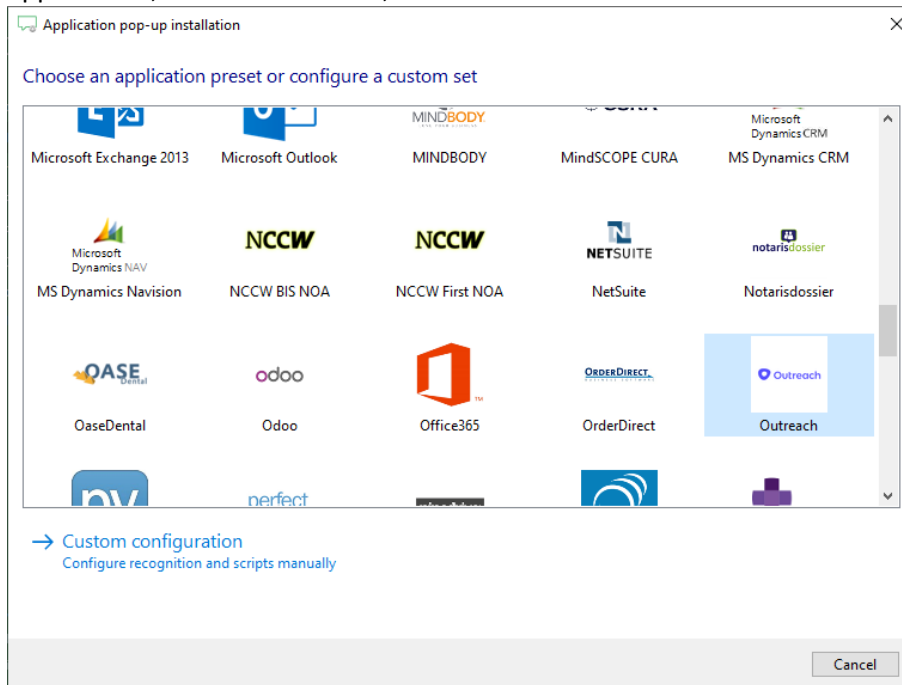 Application pop-up installation
Choose an application preset or configure a custom set
MINDBODY
Microsoft
Dynamics CRM
Microsoft Exchange 2013
Microsoft Outlook
MINDBODY
MindSCOPE CURA
MS Dynamics CRM
Microsoft
Dynamics NAV
NCCW
NCCW
N
NETSUITE
notarisdossier
MS Dynamics Navision
NCCW BIS NOA
NCCW First NOA
NetSuite
Notarisdossier
OASE
Dental
odoo
TM
ORDERDIRECT
BUSINESS SOFTWARE
Outreach
OaseDental
Odoo
Office365
OrderDirect
Outreach
perfect
Custom configuration
Configure recognition and scripts manually
Cancel